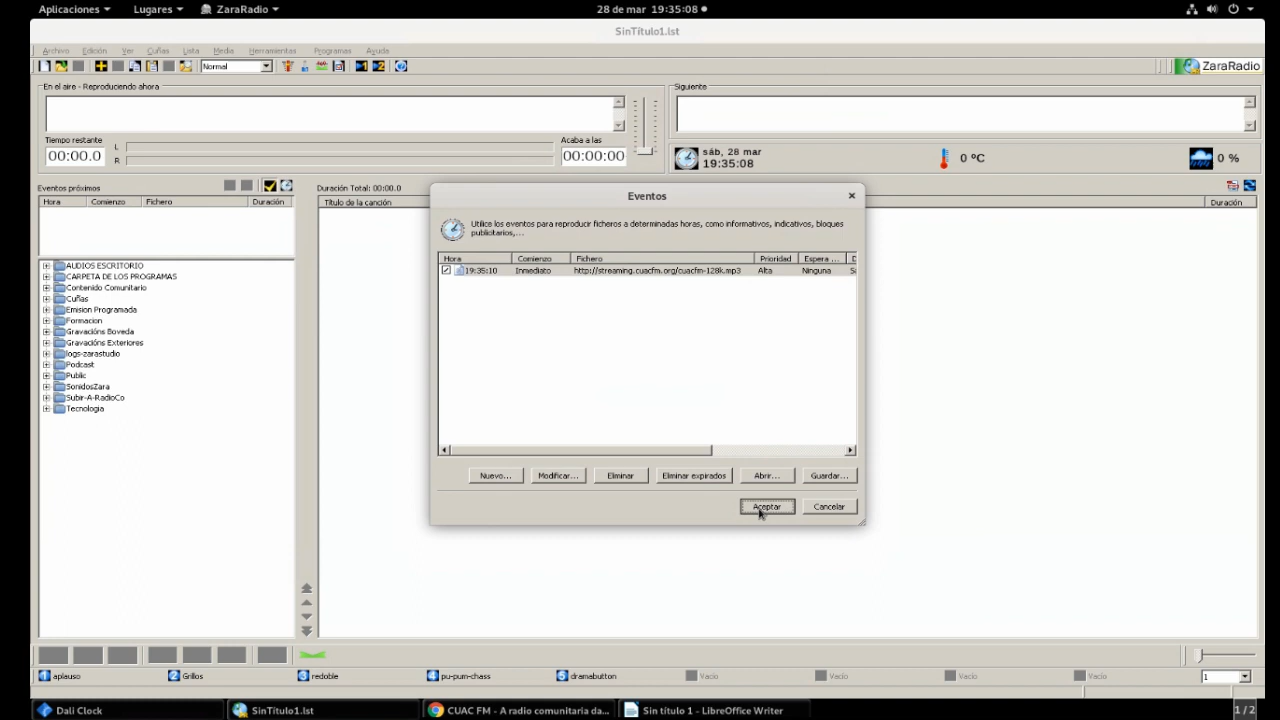 Aplicaciones Lugares ZaraRadio 28 de mar 19:35:08
SinTítulo1.lst
Archivo Edición Ver Cuñas Lista Media Herramientas Programas Ayuda
Normal ZaraRadio
En el aire - Reproduciendo ahora
Siguiente
Tiempo restante
Acaba a las
L
R
00:00.0
00:00:00
sáb, 28 mar
19:35:08
0 ºC
0 %
Eventos próximos
Duración Total: 00:00.0
Hora Comienzo Fichero Duración
Título de la canción
Duración
AUDIOS ESCRITORIO
CARPETA DE LOS PROGRAMAS
Contenido Comunitario
Cuñas
Emision Programada
Formacion
Gravacións Boveda
Gravacións Exteriores
logs-zarastudio
Podcast
Public
SonidosZara
Subir-A-RadioCo
Tecnologia
Eventos
Utilice los eventos para reproducir ficheros a determinadas horas, como informativos, indicativos, bloques
publicitarios,...
Hora Comienzo Fichero Prioridad Espera ... D
19:35:10 Inmediato http://streaming.cuacfm.org/cuacfm-128k.mp3 Alta Ninguna S
Nuevo... Modificar... Eliminar Eliminar expirados Abrir... Guardar...
Aceptar Cancelar
1 aplauso 2 Grillos 3 redoble 4 pu-pum-chass 5 dramabutton Vacío Vacío Vacío Vacío 1
Dali Clock SinTítulo1.lst CUAC FM - A radio comunitaria da... Sin título 1 - LibreOffice Writer 1 / 2